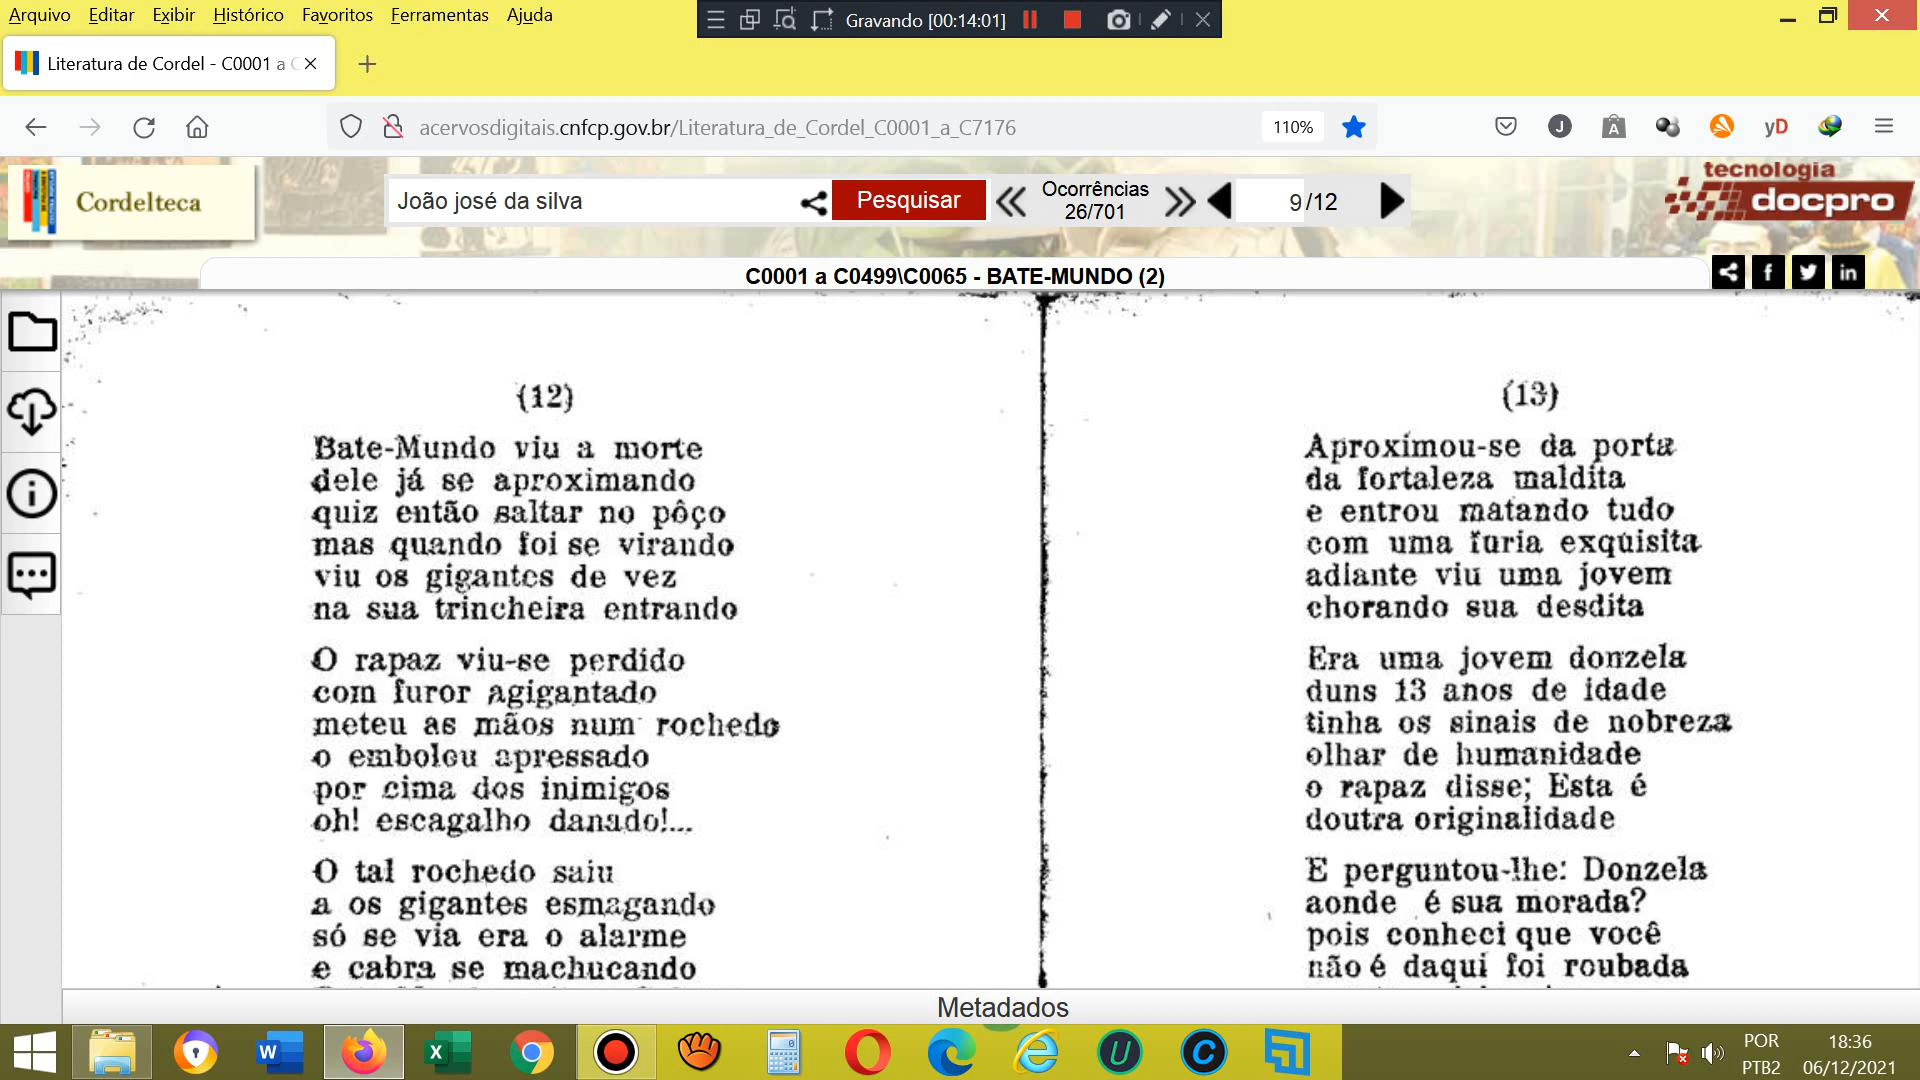 Arquivo Editar Exibir Histórico Favoritos Ferramentas Ajuda
Gravando [00:14:01]
Literatura de Cordel - C0001 a C
acervosdigitais.cnfcp.gov.br/Literatura_de_Cordel_C0001_a_C7176
110%
Cordelteca
João josé da silva
Pesquisar
Ocorrências
26/701
9 /12
tecnologia
docpro
C0001 a C0499\C0065 - BATE-MUNDO (2)
(12)
Bate-Mundo viu a morte
dele já se aproximando
quiz então saltar no pôço
mas quando foi se virando
viu os gigantes de vez
na sua trincheira entrando
O rapaz viu-se perdido
com furor agigantado
meteu as mãos num rochedo
o embolou apressado
por cima dos inimigos
oh! escagalho danado!...
O tal rochedo saiu
a os gigantes esmagando
só se via era o alarme
e cabra se machucando
(13)
Aproximou-se da porta
da fortaleza maldita
e entrou matando tudo
com uma furia exquisita
adiante viu uma jovem
chorando sua desdita
Era uma jovem donzela
duns 13 anos de idade
tinha os sinais de nobreza
olhar de humanidade
o rapaz disse; Esta é
doutra originalidade
E perguntou-lhe: Donzela
aonde é sua morada?
pois conheci que você
não é daqui foi roubada
Metadados
POR
PTB2
18:36
06/12/2021